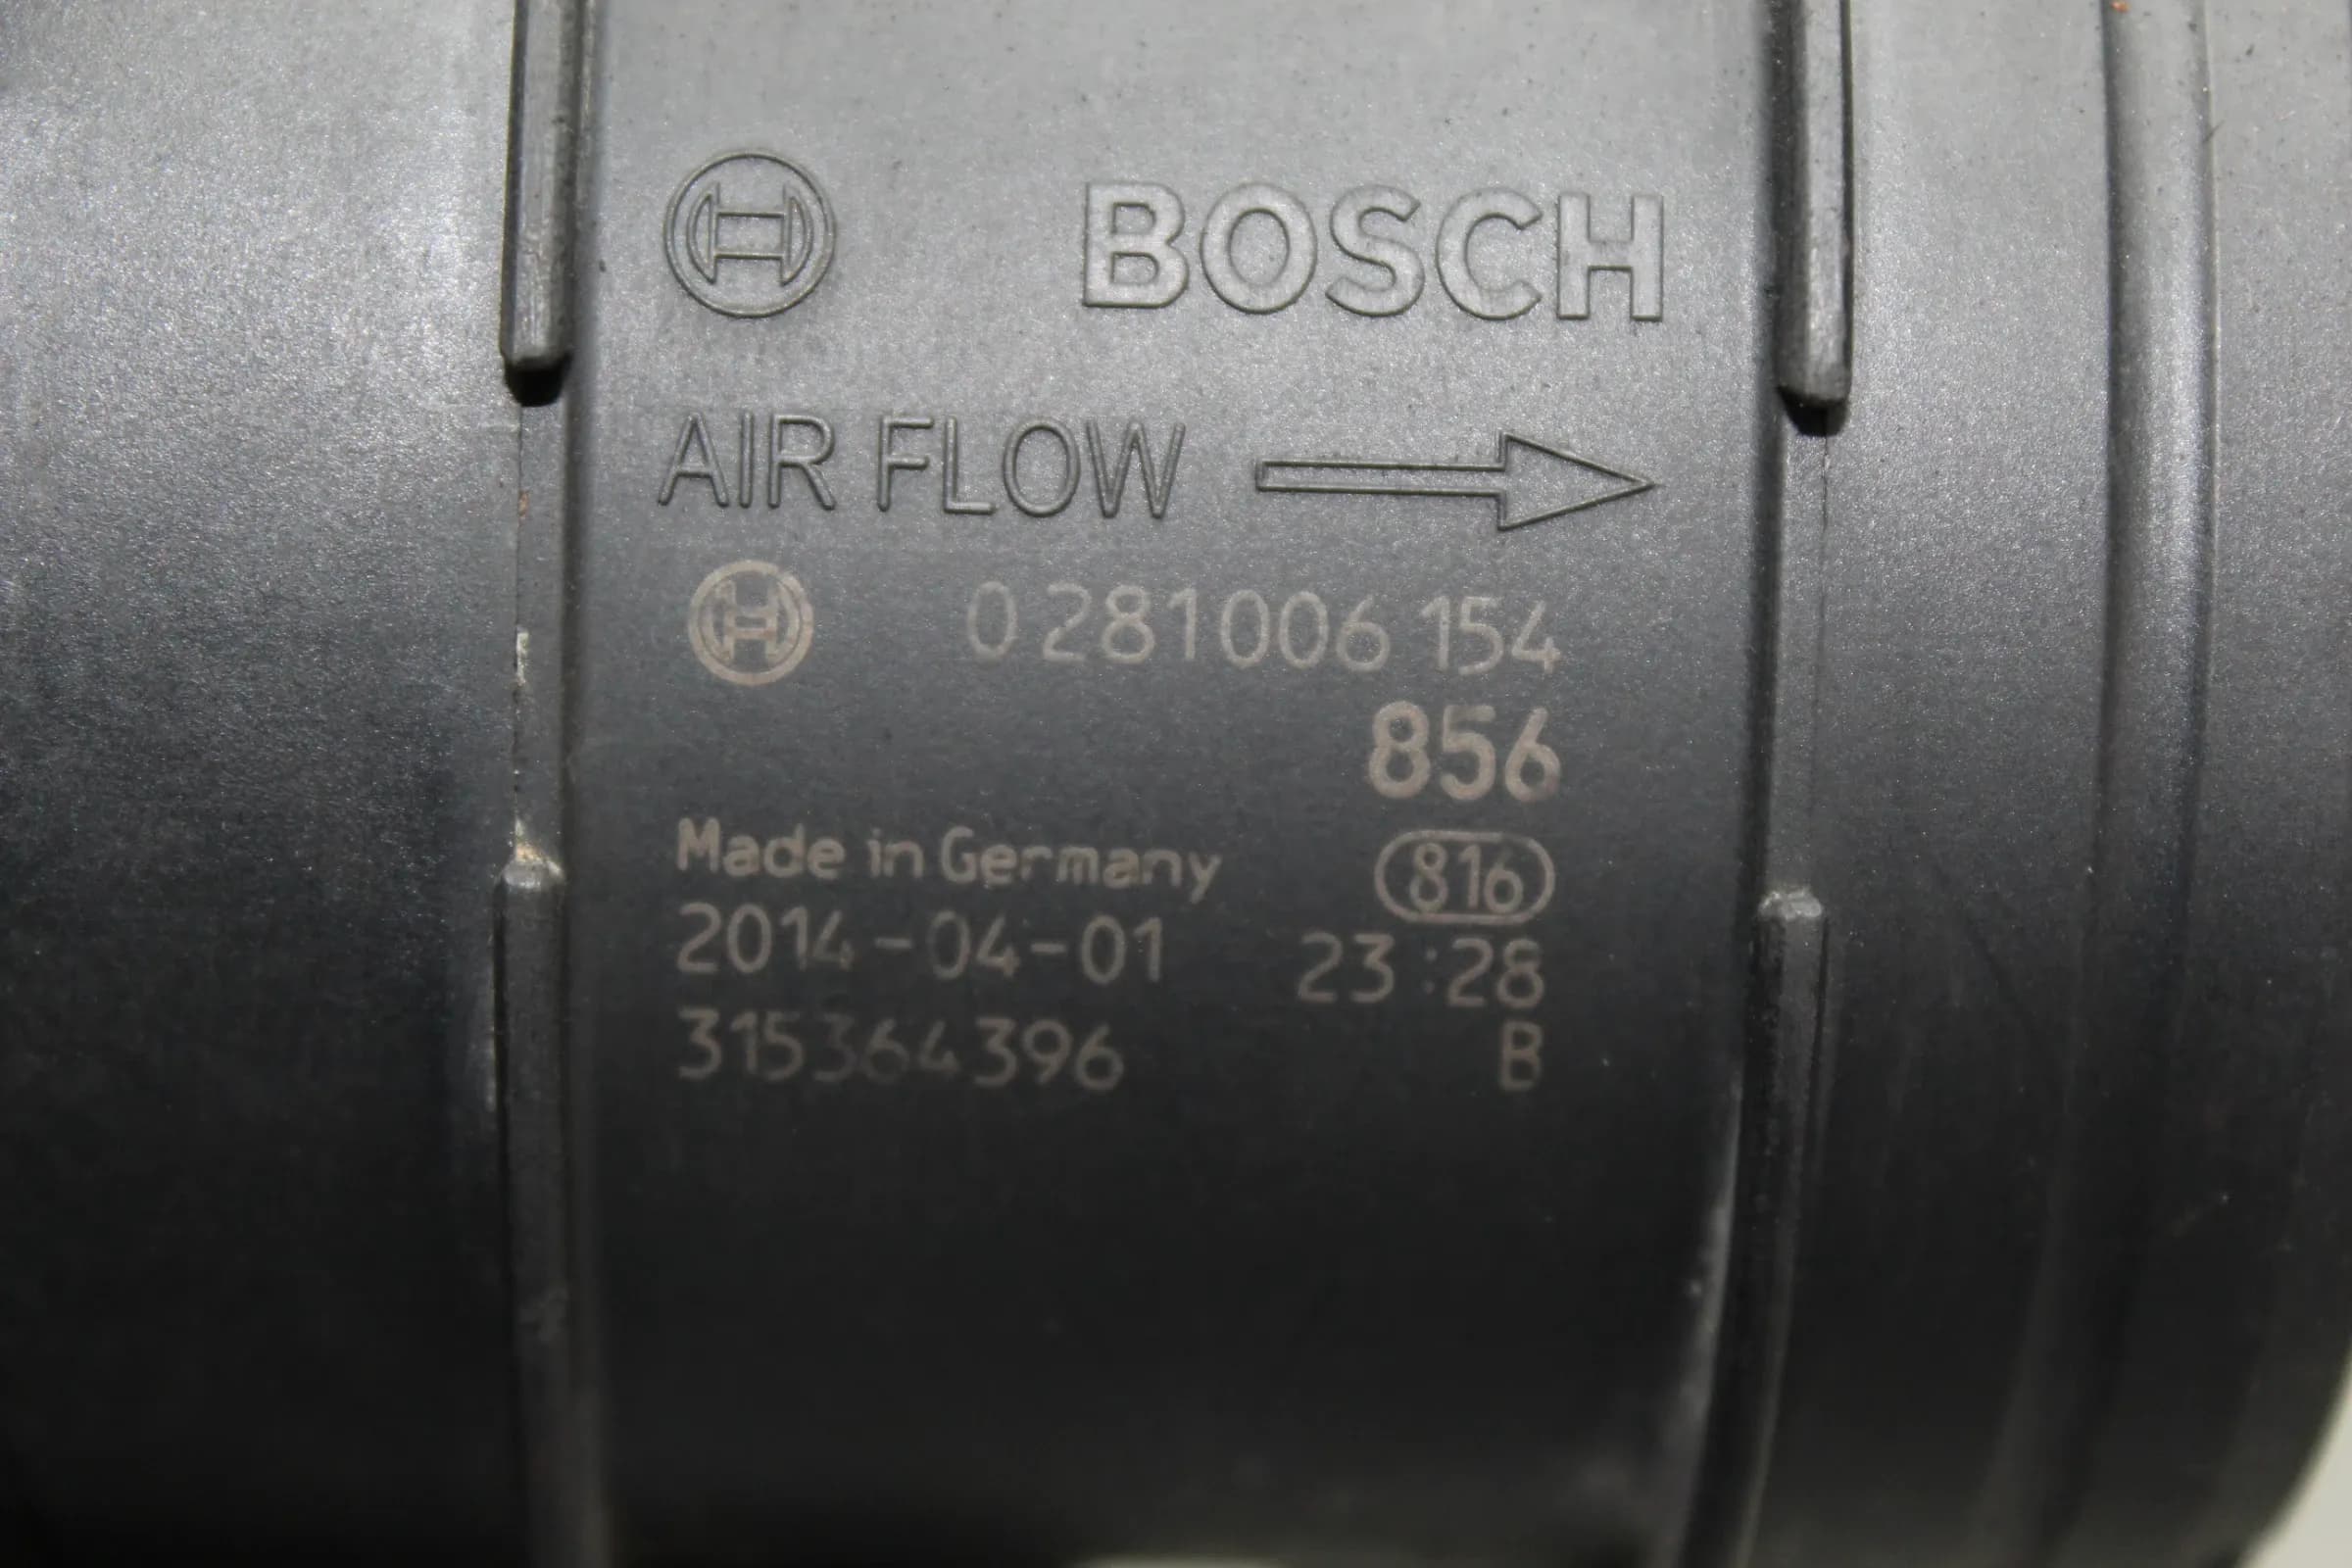 BOSCH
AIR FLOW
0 281 006 154
856
Made in Germany 816
2014-04-01 23:28
315364396 B